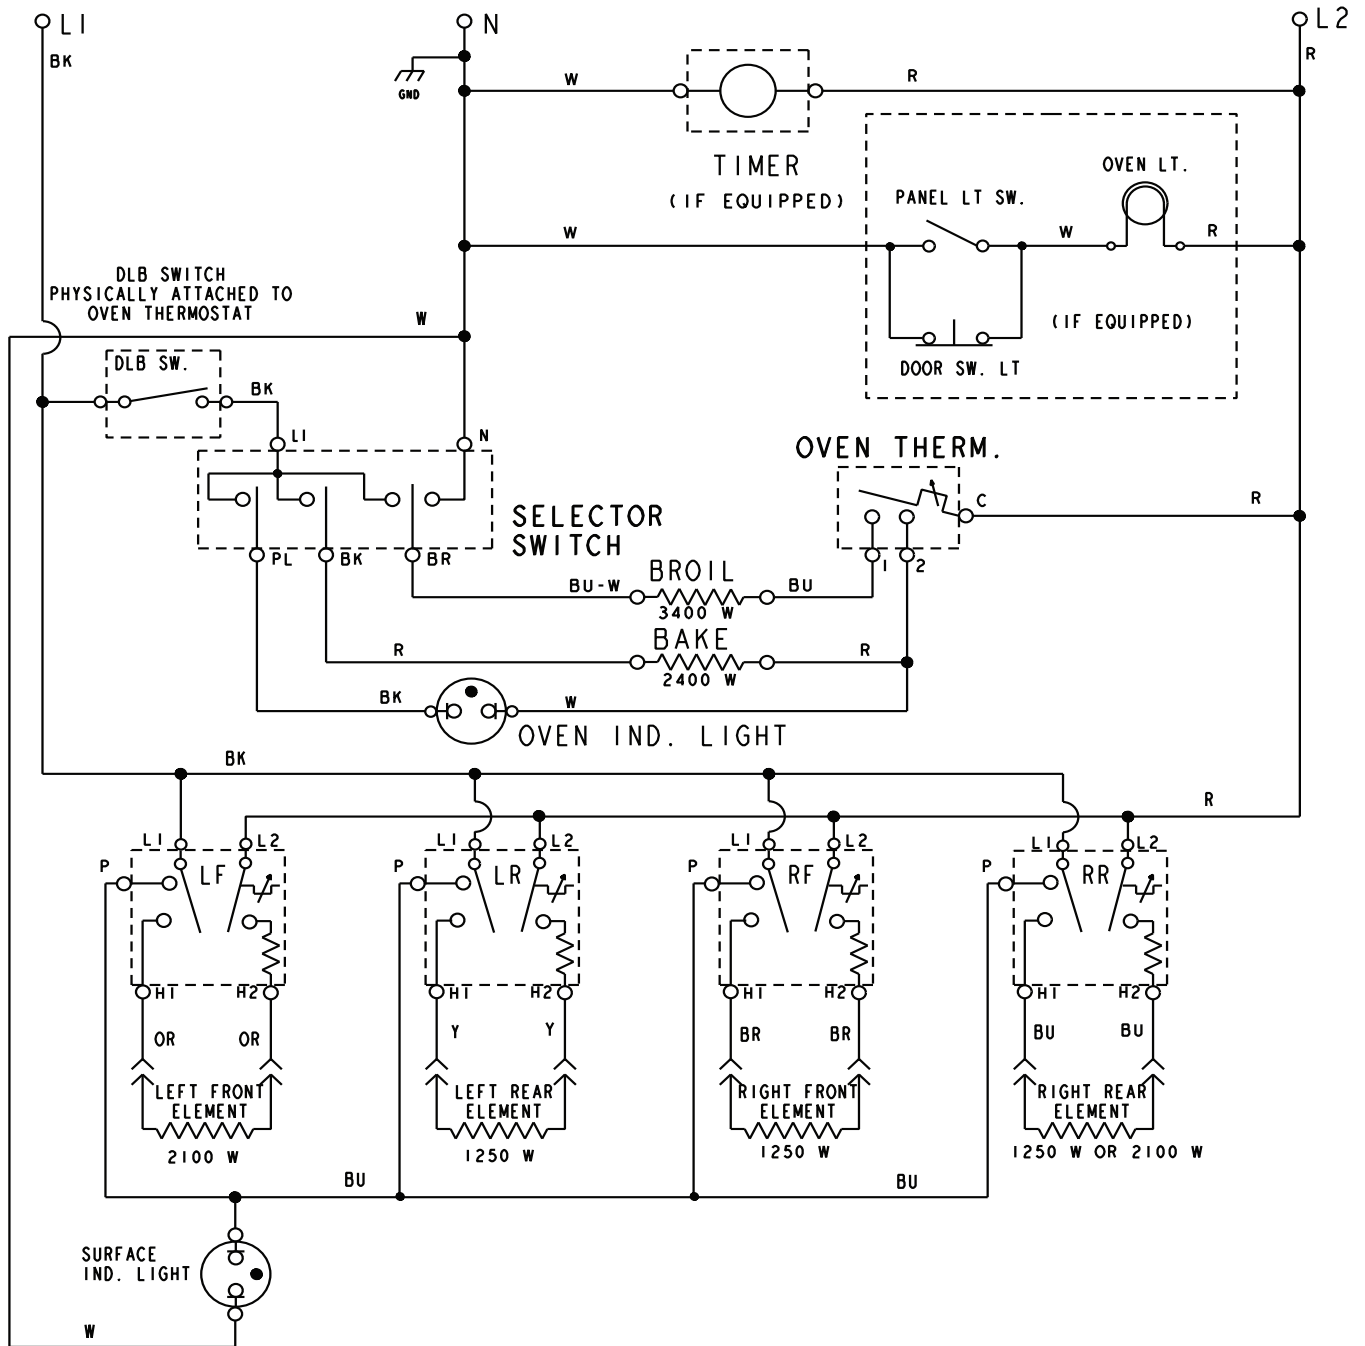 L1
N
L2
BK
R
GND
W
R
TIMER
(IF EQUIPPED)
OVEN LT.
PANEL LT SW.
W
W
R
DLB SWITCH
PHYSICALLY ATTACHED TO
OVEN THERMOSTAT
W
(IF EQUIPPED)
DLB SW.
DOOR SW. LT
BK
L1
N
OVEN THERM.
C
R
SELECTOR
SWITCH
PL
BK
BR
1
2
BROIL
BU-W
BU
3400 W
BAKE
R
R
2400 W
BK
W
OVEN IND. LIGHT
BK
R
L1
L2
L1
L2
L1
L2
L1
L2
P
LF
P
LR
P
RF
P
RR
H1
H2
H1
H2
H1
H2
H1
H2
OR
OR
Y
Y
BR
BR
BU
BU
LEFT FRONT
ELEMENT
2100 W
LEFT REAR
ELEMENT
1250 W
RIGHT FRONT
ELEMENT
1250 W
RIGHT REAR
ELEMENT
1250 W OR 2100 W
BU
BU
SURFACE
IND. LIGHT
W